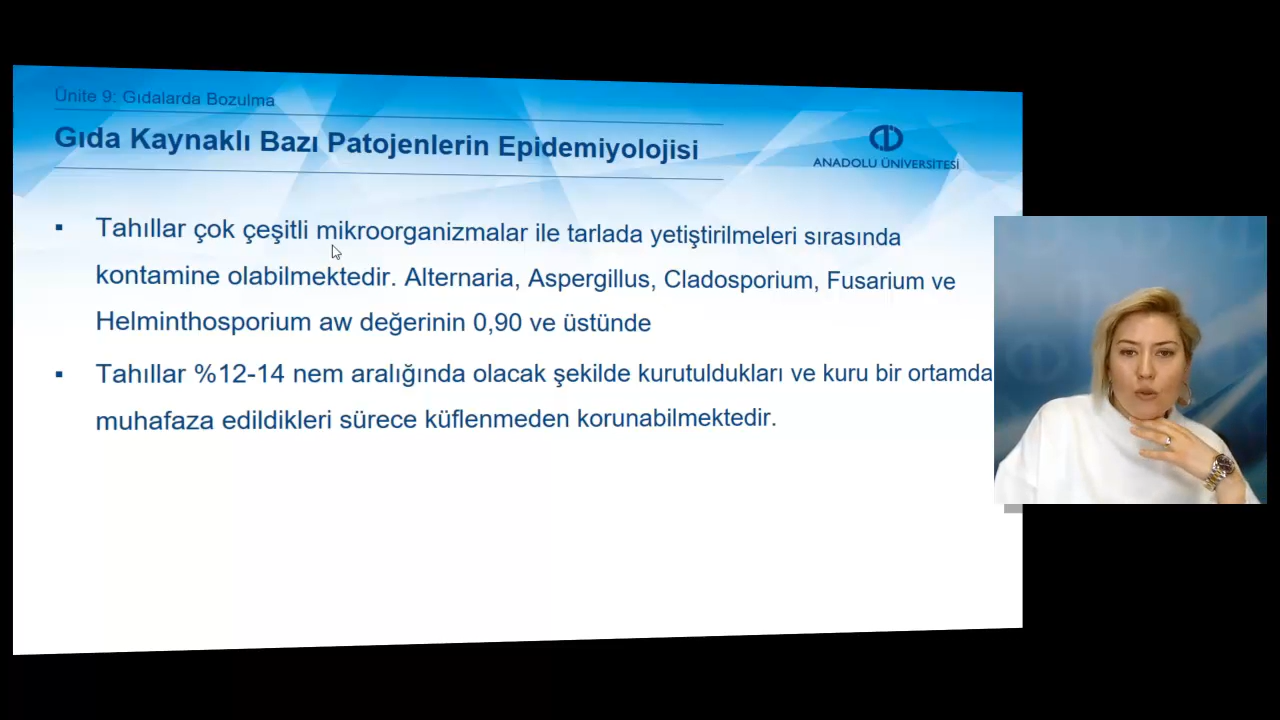 Ünite 9: Gıdalarda Bozulma
Gıda Kaynaklı Bazı Patojenlerin Epidemiyolojisi
ANADOLU ÜNİVERSİTESİ
▪ Tahıllar çok çeşitli mikroorganizmalar ile tarlada yetiştirilmeleri sırasında
kontamine olabilmektedir. Alternaria, Aspergillus, Cladosporium, Fusarium ve
Helminthosporium aw değerinin 0,90 ve üstünde
▪ Tahıllar %12-14 nem aralığında olacak şekilde kurutuldukları ve kuru bir ortamda
muhafaza edildikleri sürece küflenmeden korunabilmektedir.